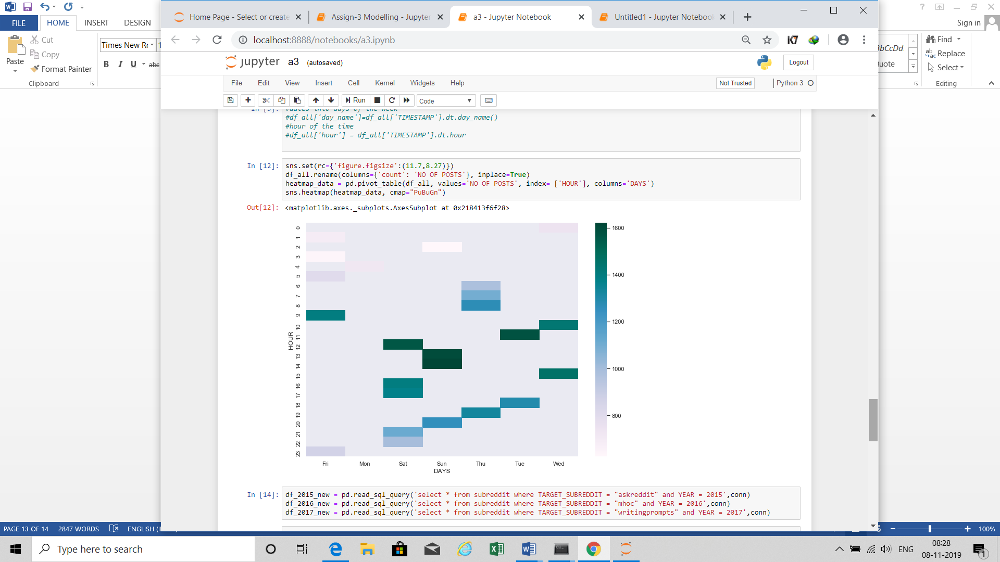 FILE HOME INSERT DESIGN
Cut
Copy
Format Painter
Paste
Clipboard
Times New Ro
B I U abc
Home Page - Select or create
Assign-3 Modelling - Jupyter
a3 - Jupyter Notebook
Untitled1 - Jupyter Notebook
localhost:8888/notebooks/a3.ipynb
jupyter a3 (autosaved)
Logout
File Edit View Insert Cell Kernel Widgets Help
Not Trusted
Python 3
Run
Code
In [9]: #dates into days of the week
#df_all['day_name']=df_all['TIMESTAMP'].dt.day_name()
#hour of the time
#df_all['hour'] = df_all['TIMESTAMP'].dt.hour
In [12]: sns.set(rc={'figure.figsize':(11.7,8.27)})
df_all.rename(columns={'count': 'NO OF POSTS'}, inplace=True)
heatmap_data = pd.pivot_table(df_all, values='NO OF POSTS', index= ['HOUR'], columns='DAYS')
sns.heatmap(heatmap_data, cmap="PuBuGn")
Out[12]: <matplotlib.axes._subplots.AxesSubplot at 0x218413f6f28>
HOUR
0
1
2
3
4
5
6
7
8
9
10
11
12
13
14
15
16
17
18
19
20
21
22
23
Fri Mon Sat Sun Thu Tue Wed
DAYS
1600
1400
1200
1000
800
In [14]: df_2015_new = pd.read_sql_query('select * from subreddit where TARGET_SUBREDDIT = "askreddit" and YEAR = 2015',conn)
df_2016_new = pd.read_sql_query('select * from subreddit where TARGET_SUBREDDIT = "mhoc" and YEAR = 2016',conn)
df_2017_new = pd.read_sql_query('select * from subreddit where TARGET_SUBREDDIT = "writingprompts" and YEAR = 2017',conn)
Sign in
bCcDd
uote
Find
Replace
Select
Editing
PAGE 13 OF 14 2847 WORDS ENGLISH (I
100%
Type here to search
ENG
08:28
08-11-2019
1